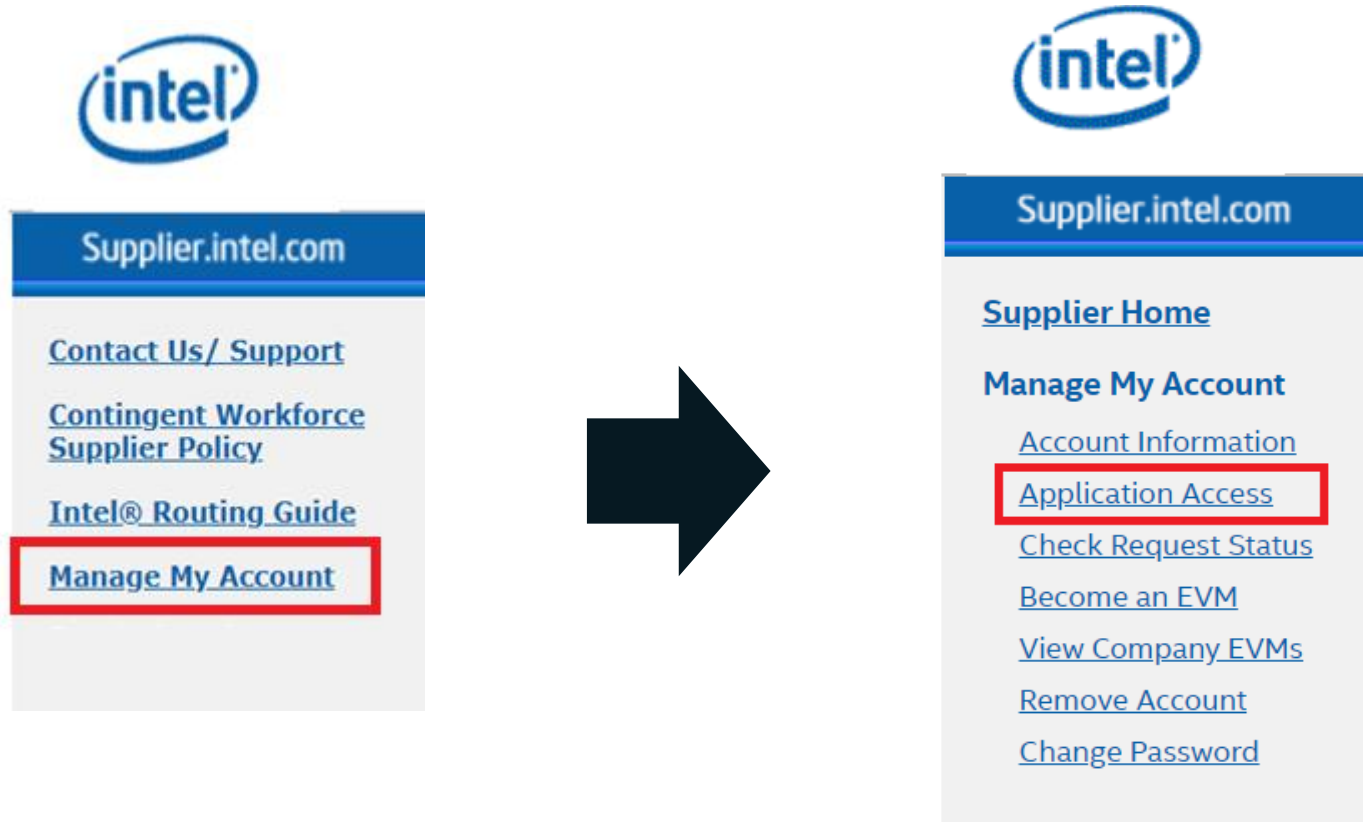 intel
Supplier.intel.com
Contact Us/ Support
Contingent Workforce
Supplier Policy
Intel® Routing Guide
Manage My Account
intel
Supplier.intel.com
Supplier Home
Manage My Account
Account Information
Application Access
Check Request Status
Become an EVM
View Company EVMs
Remove Account
Change Password